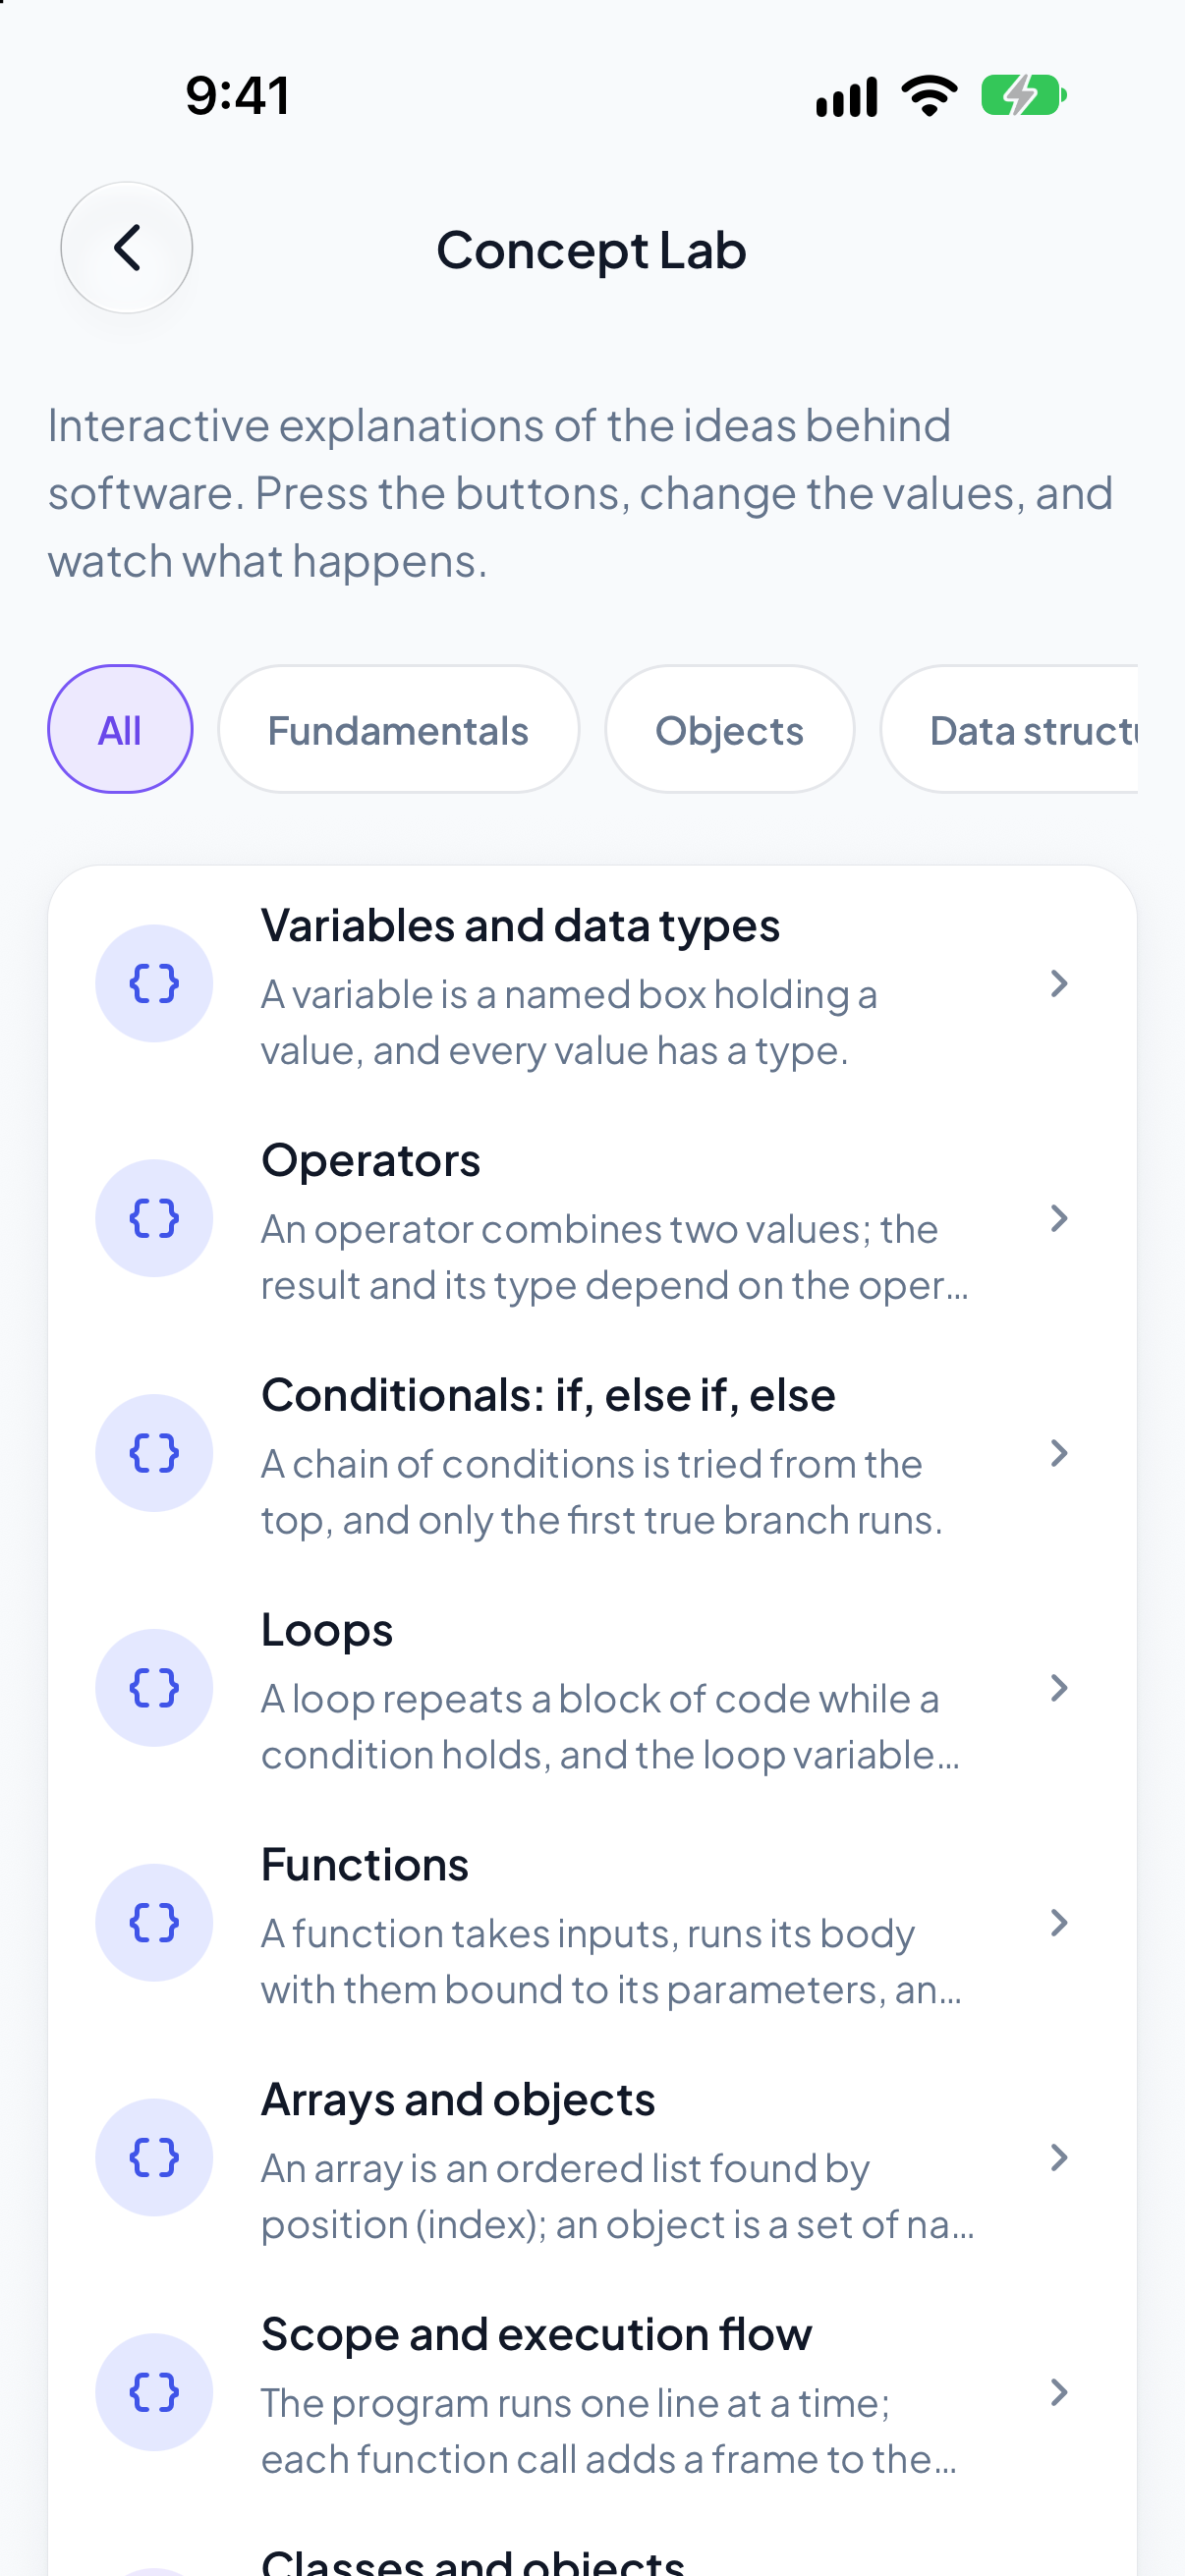 9:41
Concept Lab
Interactive explanations of the ideas behind
software. Press the buttons, change the values, and
watch what happens.
All
Fundamentals
Objects
Data structu
Variables and data types
A variable is a named box holding a
value, and every value has a type.
Operators
An operator combines two values; the
result and its type depend on the oper...
Conditionals: if, else if, else
A chain of conditions is tried from the
top, and only the first true branch runs.
Loops
A loop repeats a block of code while a
condition holds, and the loop variable...
Functions
A function takes inputs, runs its body
with them bound to its parameters, an...
Arrays and objects
An array is an ordered list found by
position (index); an object is a set of na...
Scope and execution flow
The program runs one line at a time;
each function call adds a frame to the...
Classes and objects